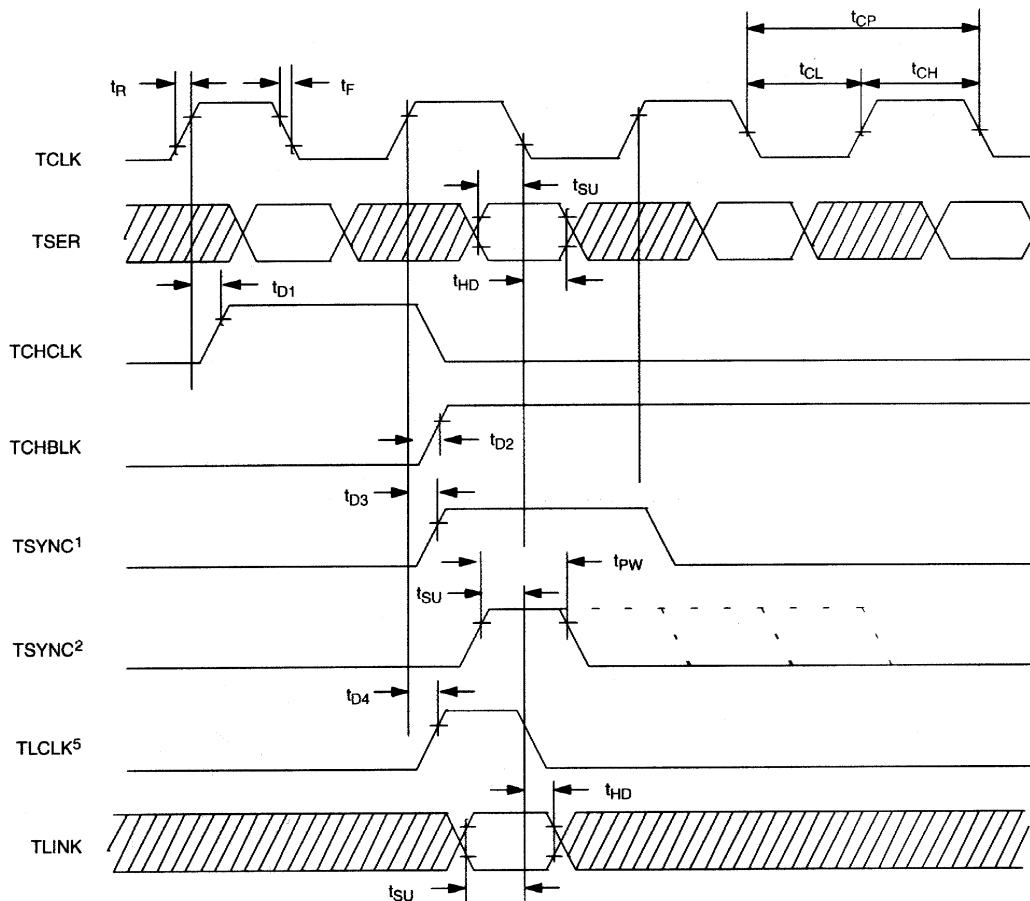 tCP
tR
tF
tCL
tCH
TCLK
tSU
TSER
tHD
tD1
TCHCLK
TCHBLK
tD2
tD3
TSYNC1
tPW
tSU
TSYNC2
tD4
TLCLK5
tHD
TLINK
tSU